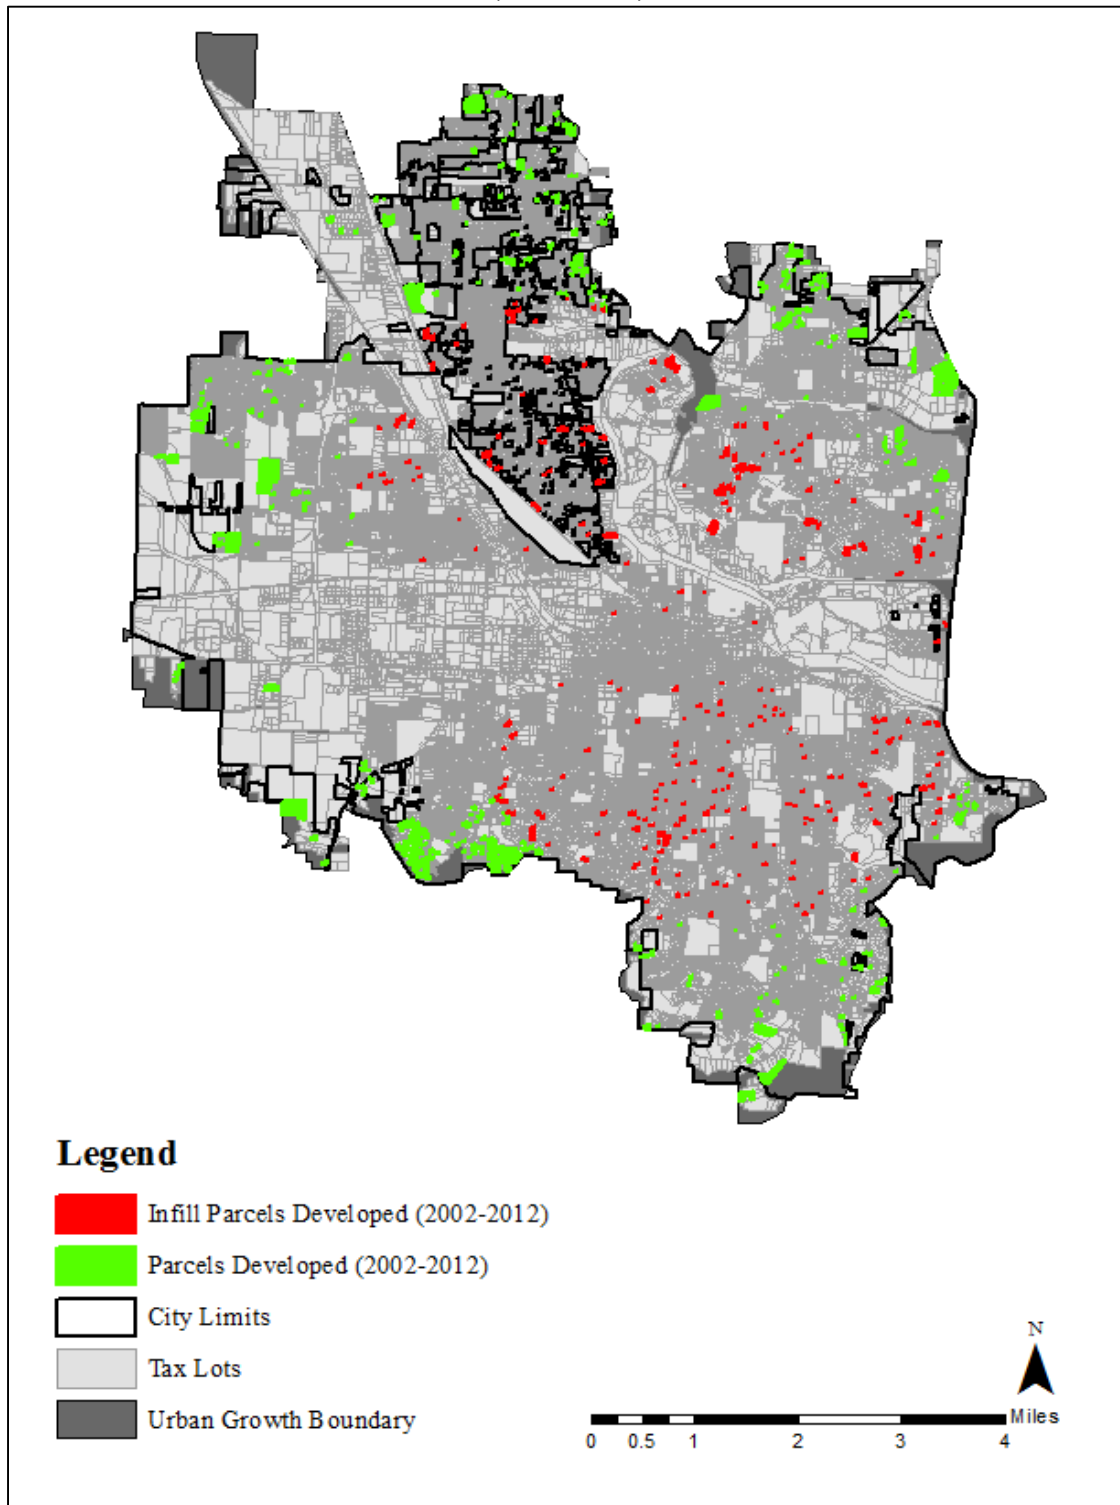 Legend
Infill Parcels Developed (2002-2012)
Parcels Developed (2002-2012)
City Limits
Tax Lots
Urban Growth Boundary
N
Miles
0 0.5 1 2 3 4